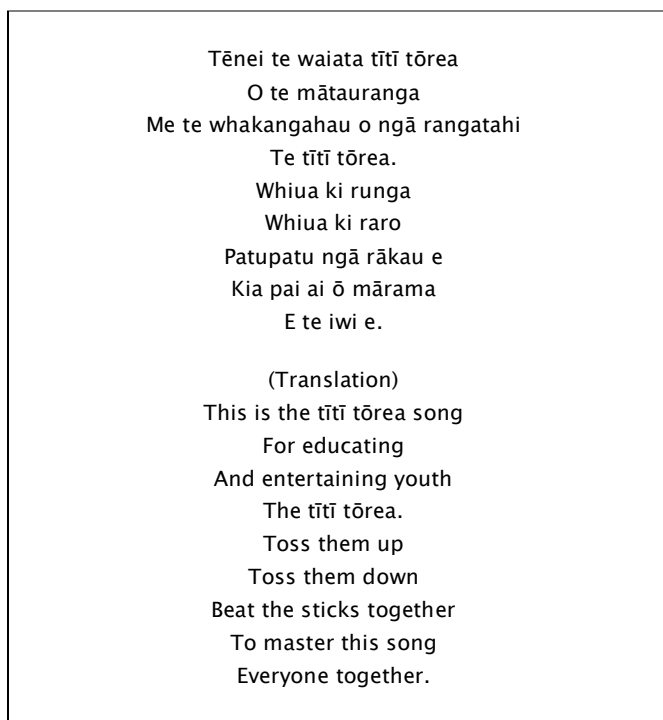 Tēnei te waiata tītī tōrea
O te mātauranga
Me te whakangahau o ngā rangatahi
Te tītī tōrea.
Whiua ki runga
Whiua ki raro
Patupatu ngā rākau e
Kia pai ai ō mārama
E te iwi e.
(Translation)
This is the tītī tōrea song
For educating
And entertaining youth
The tītī tōrea.
Toss them up
Toss them down
Beat the sticks together
To master this song
Everyone together.